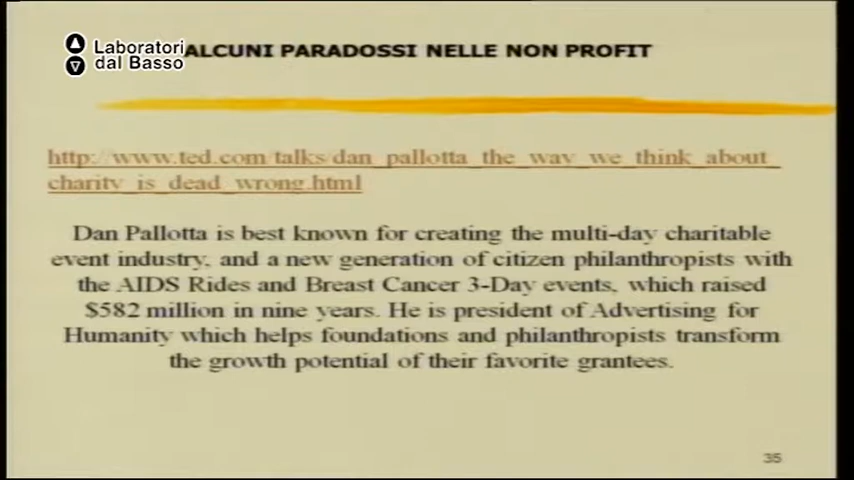 Laboratori
dal Basso
ALCUNI PARADOSSI NELLE NON PROFIT
http://www.ted.com/talks/dan_pallotta_the_way_we_think_about_
charity_is_dead_wrong.html
Dan Pallotta is best known for creating the multi-day charitable
event industry, and a new generation of citizen philanthropists with
the AIDS Rides and Breast Cancer 3-Day events, which raised
$582 million in nine years. He is president of Advertising for
Humanity which helps foundations and philanthropists transform
the growth potential of their favorite grantees.
35